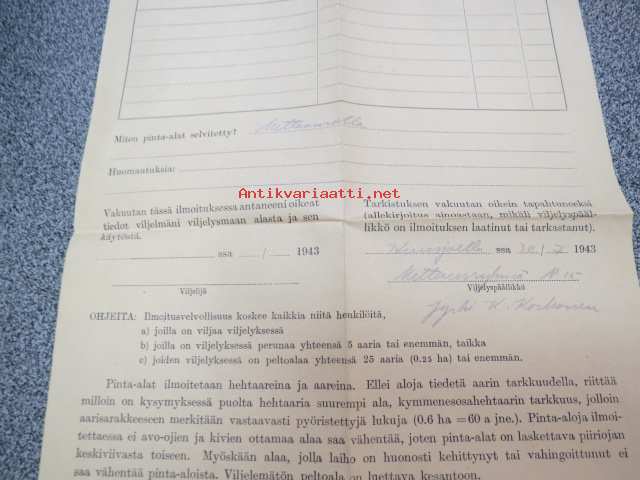 Miten pinta-alat selvitetty? Mittaamalla
Huomautuksia:
Antikvariaatti.net
Vakuutan tässä ilmoituksessa antaneeni oikeat
tiedot viljelmäni viljelysmaan alasta ja sen
käytöstä.
ssa / 1943
Viljelijä
Tarkistuksen vakuutan oikein tapahtuneeksi
(allekirjoitus ainoastaan, mikäli viljelyspääl-
likkö on ilmoituksen laatinut tai tarkastanut).
ssa 1943
Mittausryhmä N 15
Viljelyspäällikkö
OHJEITA: Ilmoitusvelvollisuus koskee kaikkia niitä henkilöitä,
a) joilla on viljaa viljelyksessä
b) joilla on viljelyksessä perunaa yhteensä 5 aaria tai enemmän, taikka
c) joiden viljelyksessä on peltoalaa yhteensä 25 aaria (0.25 ha) tai enemmän.
Pinta-alat ilmoitetaan hehtaareina ja aareina. Ellei aloja tiedetä aarin tarkkuudella, riittää
milloin on kysymyksessä puolta hehtaaria suurempi ala, kymmenesosahehtaarin tarkkuus, jolloin
aarisarakkeeseen merkitään vastaavasti pyöristettyjä lukuja (0.6 ha = 60 a jne.). Pinta-aloja ilmoi-
tettaessa ei avo-ojien ja kivien ottamaa alaa saa vähentää, joten pinta-alat on laskettava piiriojan
keskiviivasta toiseen. Myöskään alaa, jolla laiho on huonosti kehittynyt tai vahingoittunut ei
saa vähentää pinta-aloista. Viljelemätön peltoala on luettava kesantoon.